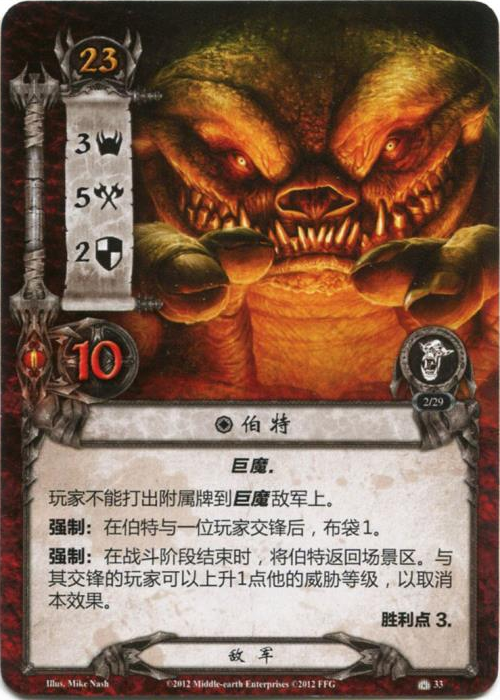 23
3
5
2
10
2/29
伯特
巨魔.
玩家不能打出附属牌到巨魔敌军上。
强制：在伯特与一位玩家交锋后，布袋1。
强制：在战斗阶段结束时，将伯特返回场景区。与
其交锋的玩家可以上升1点他的威胁等级，以取消
本效果。
胜利点 3.
敌军
Illus. Mike Nash ©2012 Middle-earth Enterprises ©2012 FFG 33